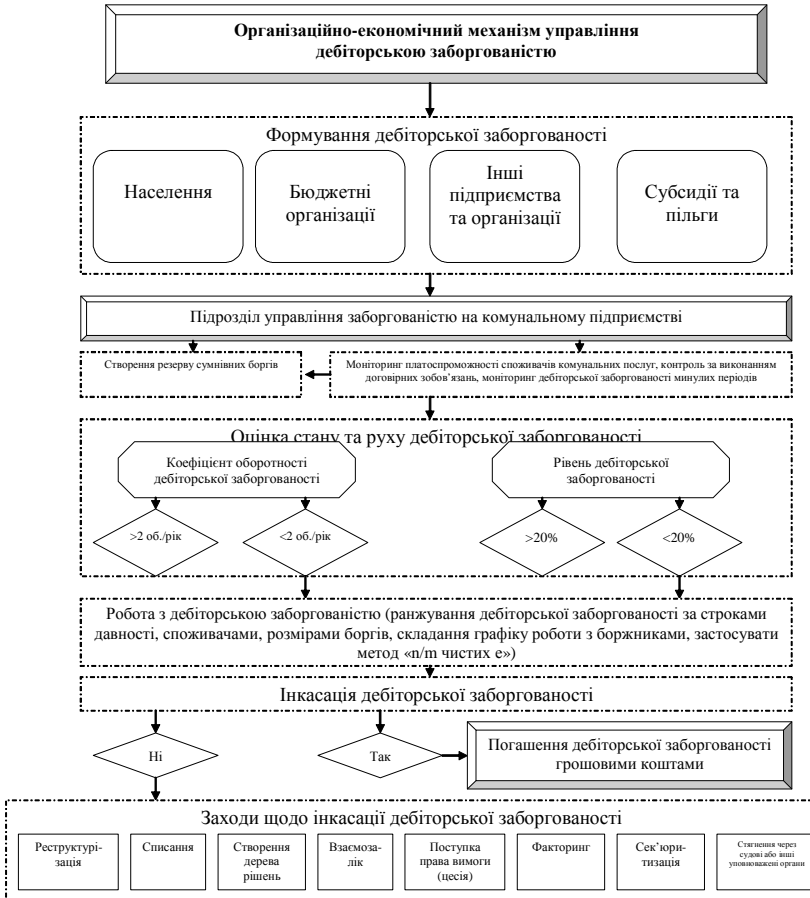 Організаційно-економічний механізм управління
дебіторською заборгованістю
Формування дебіторської заборгованості
Населення
Бюджетні
організації
Інші
підприємства
та організації
Субсидії та
пільги
Підрозділ управління заборгованістю на комунальному підприємстві
Створення резерву сумнівних боргів
Моніторинг платоспроможності споживачів комунальних послуг, контроль за виконанням
договірних зобов’язань, моніторинг дебіторської заборгованості минулих періодів
Оцінка стану та руху дебіторської заборгованості
Коефіцієнт оборотності
дебіторської заборгованості
Рівень дебіторської
заборгованості
>2 об./рік
<2 об./рік
>20%
<20%
Робота з дебіторською заборгованістю (ранжування дебіторської заборгованості за строками
давності, споживачами, розмірами боргів, складання графіку роботи з боржниками, застосувати
метод «n/m чистих е»)
Інкасація дебіторської заборгованості
Ні
Так
Погашення дебіторської заборгованості
грошовими коштами
Заходи щодо інкасації дебіторської заборгованості
Реструктурі-
зація
Списання
Створення
дерева
рішень
Взаємоза-
лік
Поступка
права вимоги
(цесія)
Факторинг
Сек’юри-
тизація
Стягнення через
судові або інші
уповноважені органи